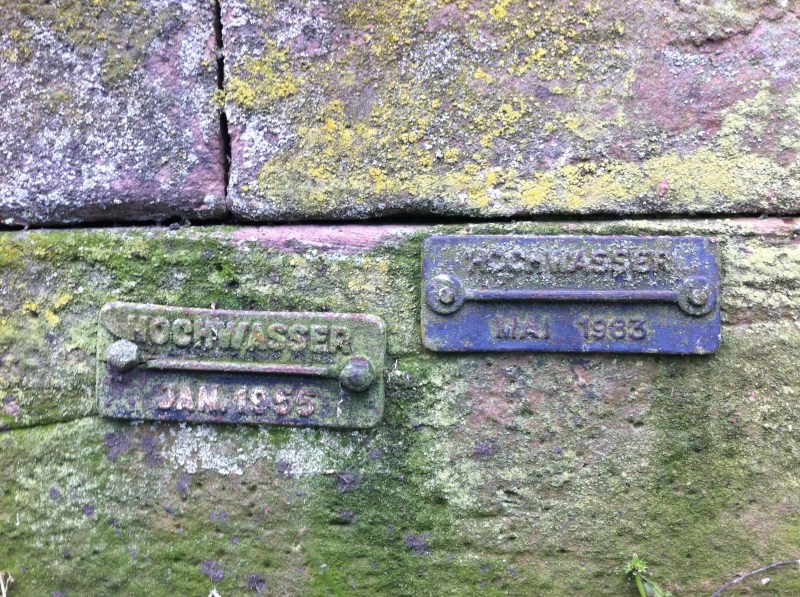 HOCHWASSER
JAN. 1955
HOCHWASSER
MAI 1983